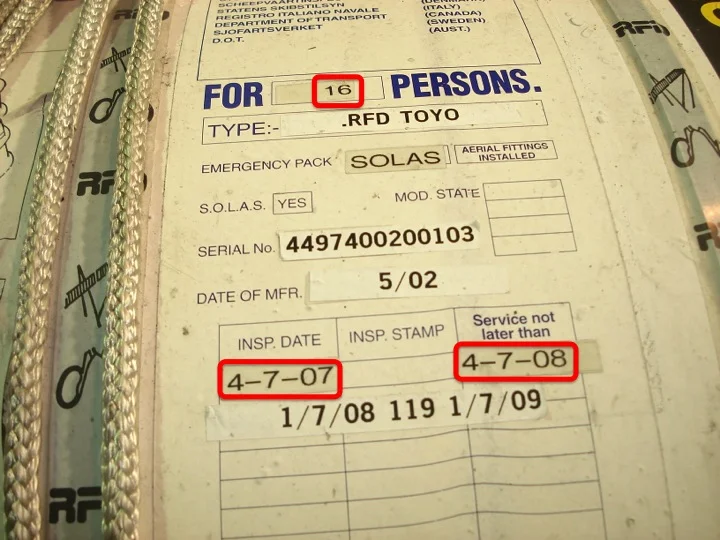 SCHEEPVAARTINSP
STATENS SKIBSTILSYN
REGISTRO ITALIANO NAVALE (ITALY)
DEPARTMENT OF TRANSPORT (CANADA)
SJOFARTSVERKET (SWEDEN)
D.O.T. (AUST.)
FOR 16 PERSONS.
TYPE:- .RFD TOYO
EMERGENCY PACK SOLAS AERIAL FITTINGS INSTALLED
S.O.L.A.S. YES MOD. STATE
SERIAL No. 4497400200103
DATE OF MFR. 5/02
INSP. DATE INSP. STAMP Service not later than
4-7-07 4-7-08
1/7/08 119 1/7/09
RFD
RFD
RFD